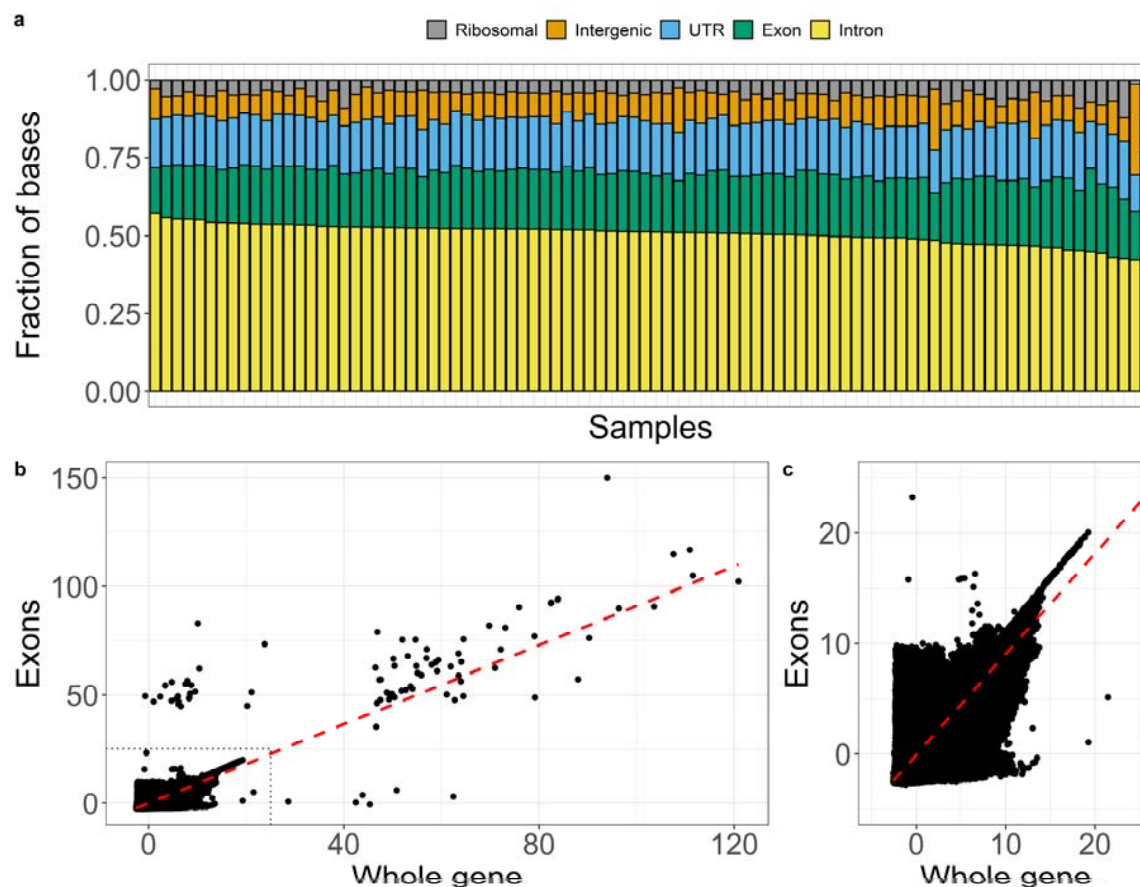 a
Ribosomal Intergenic UTR Exon Intron
1.00
0.75
0.50
0.25
0.00
Fraction of bases
Samples
b
150
100
50
0
Exons
0 40 80 120
Whole gene
c
20
10
0
Exons
0 10 20
Whole gene